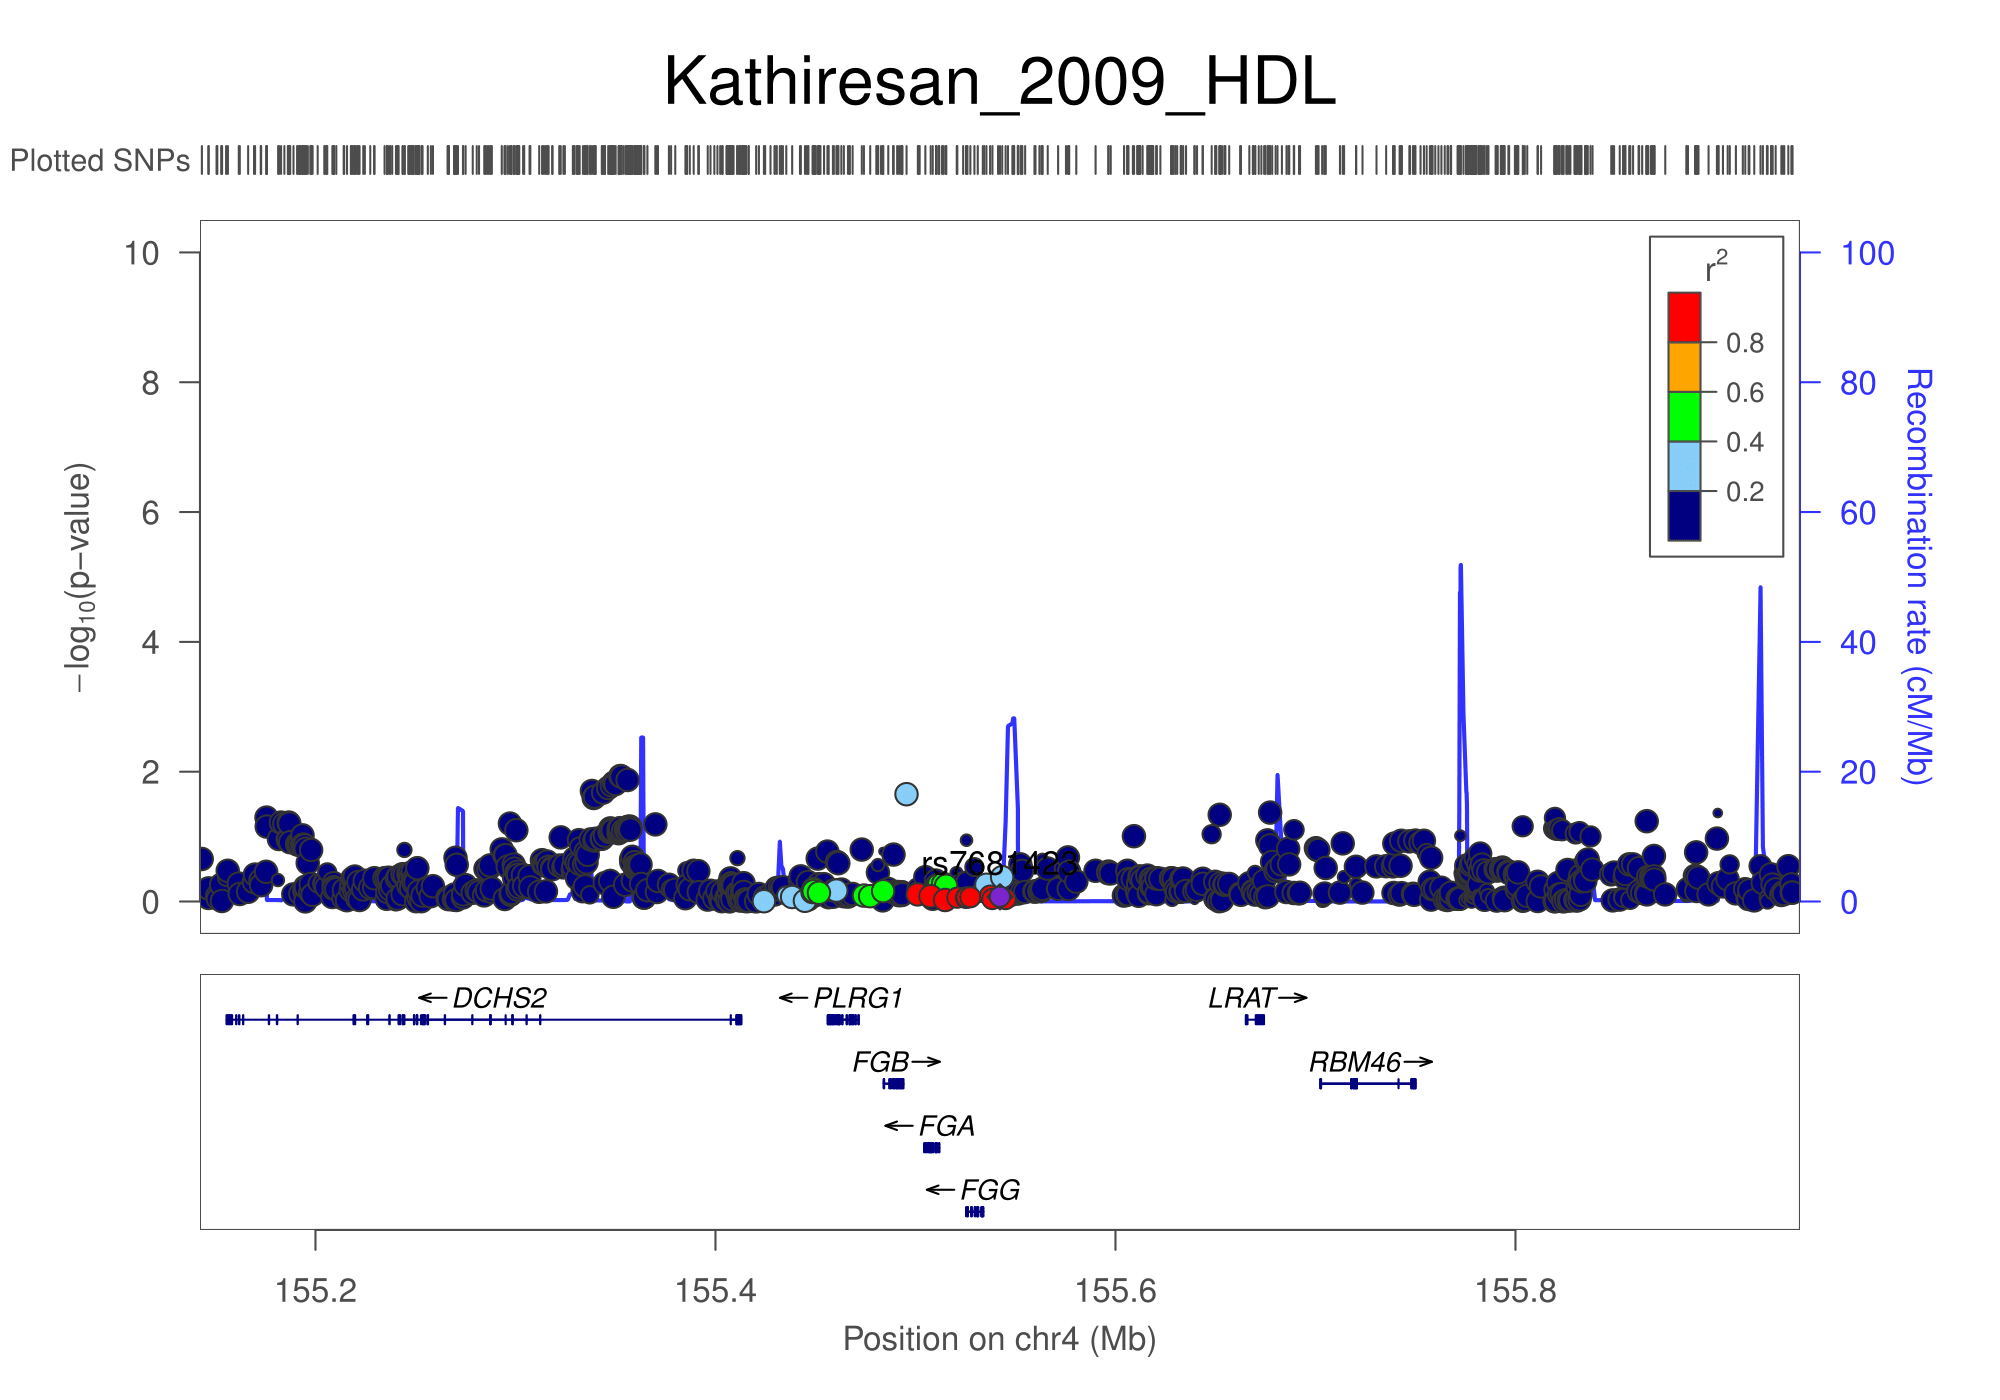 Kathiresan_2009_HDL
Plotted SNPs
10
8
6
4
2
0
−log10(p−value)
100
80
60
40
20
0
Recombination rate (cM/Mb)
r2
0.8
0.6
0.4
0.2
rs7681423
←DCHS2
←PLRG1
LRAT→
FGB→
RBM46→
←FGA
←FGG
155.2
155.4
155.6
155.8
Position on chr4 (Mb)